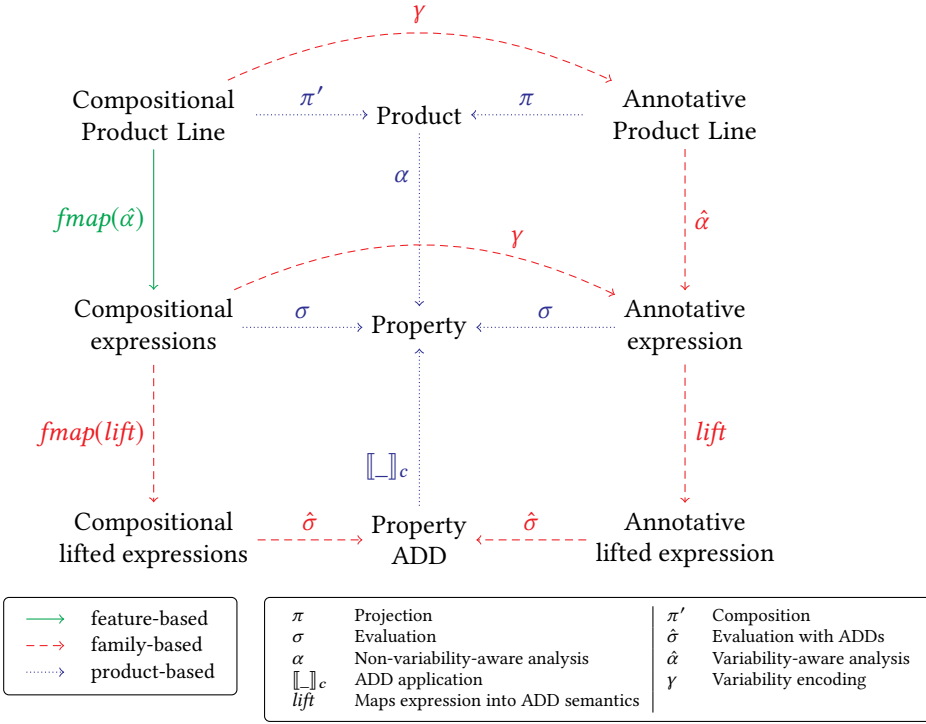 γ
Compositional
Product Line
π′
Product
π
Annotative
Product Line
α
fmap(α̂)
α̂
γ
Compositional
expressions
σ
Property
σ
Annotative
expression
fmap(lift)
lift
⟦_⟧c
Compositional
lifted expressions
σ̂
Property
ADD
σ̂
Annotative
lifted expression
feature-based
family-based
product-based
π Projection
σ Evaluation
α Non-variability-aware analysis
⟦_⟧c ADD application
lift Maps expression into ADD semantics
π′ Composition
σ̂ Evaluation with ADDs
α̂ Variability-aware analysis
γ Variability encoding